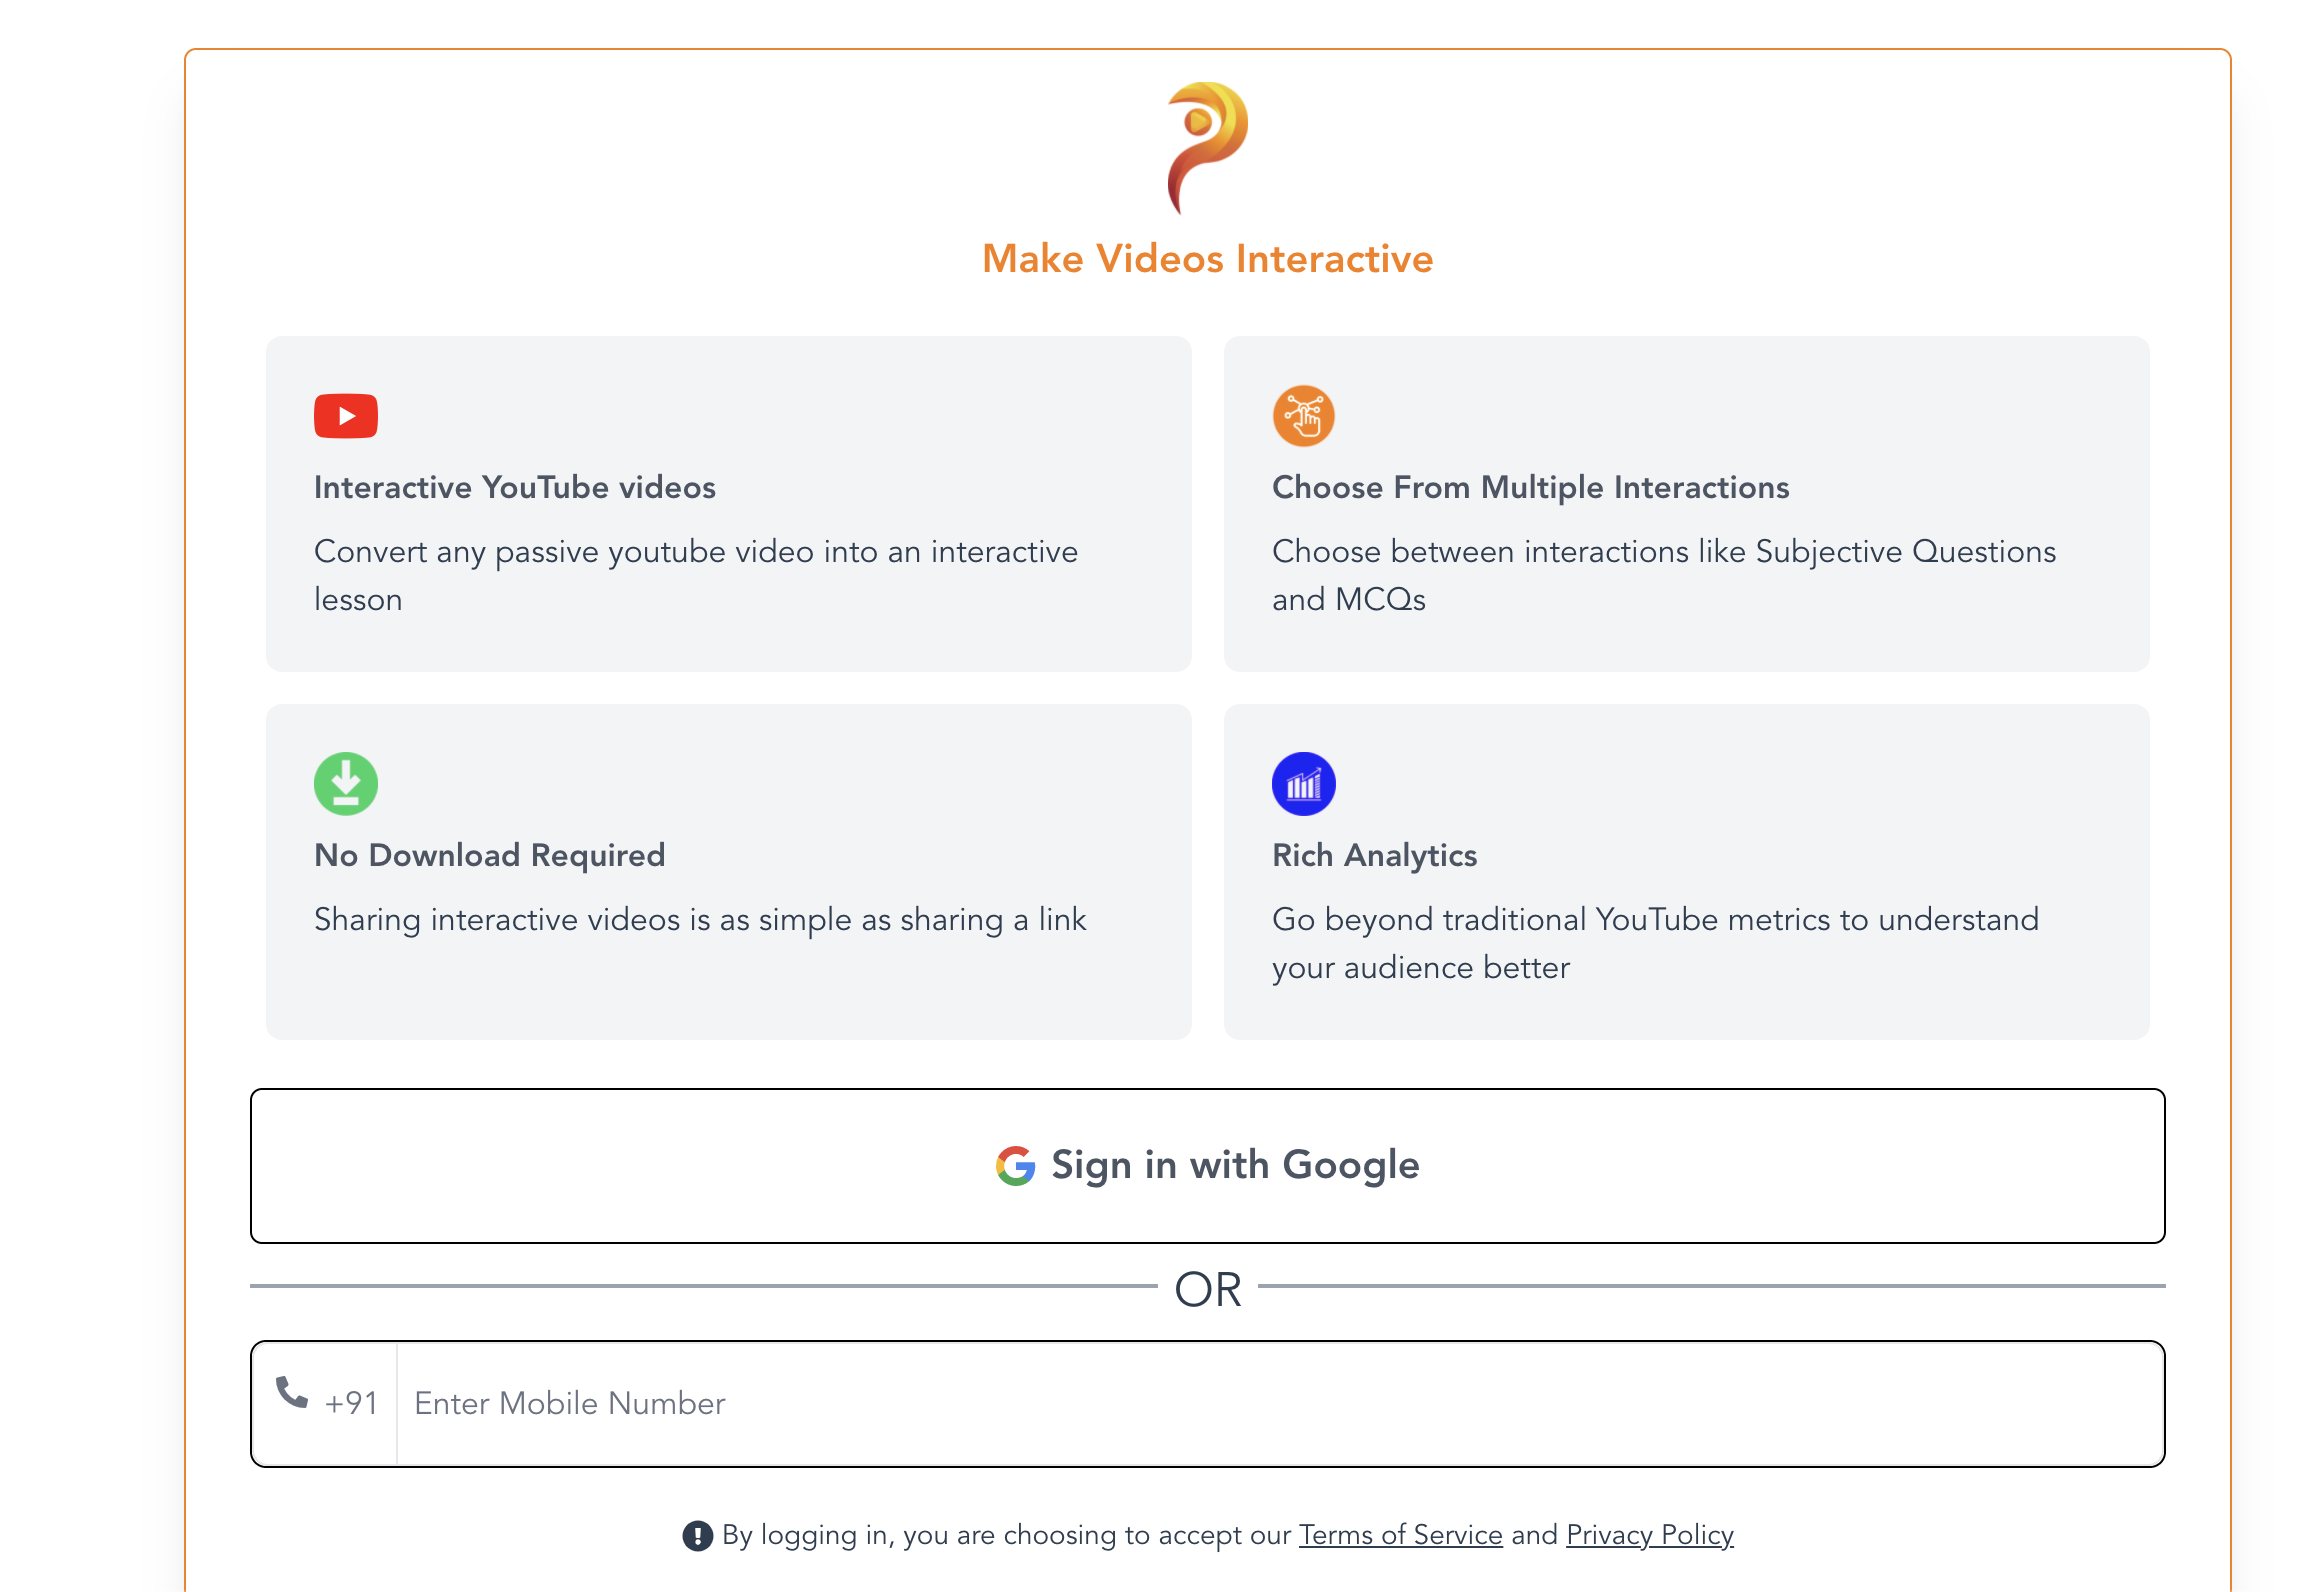 Make Videos Interactive
Interactive YouTube videos
Convert any passive youtube video into an interactive
lesson
Choose From Multiple Interactions
Choose between interactions like Subjective Questions
and MCQs
No Download Required
Sharing interactive videos is as simple as sharing a link
Rich Analytics
Go beyond traditional YouTube metrics to understand
your audience better
Sign in with Google
OR
+91 Enter Mobile Number
By logging in, you are choosing to accept our Terms of Service and Privacy Policy